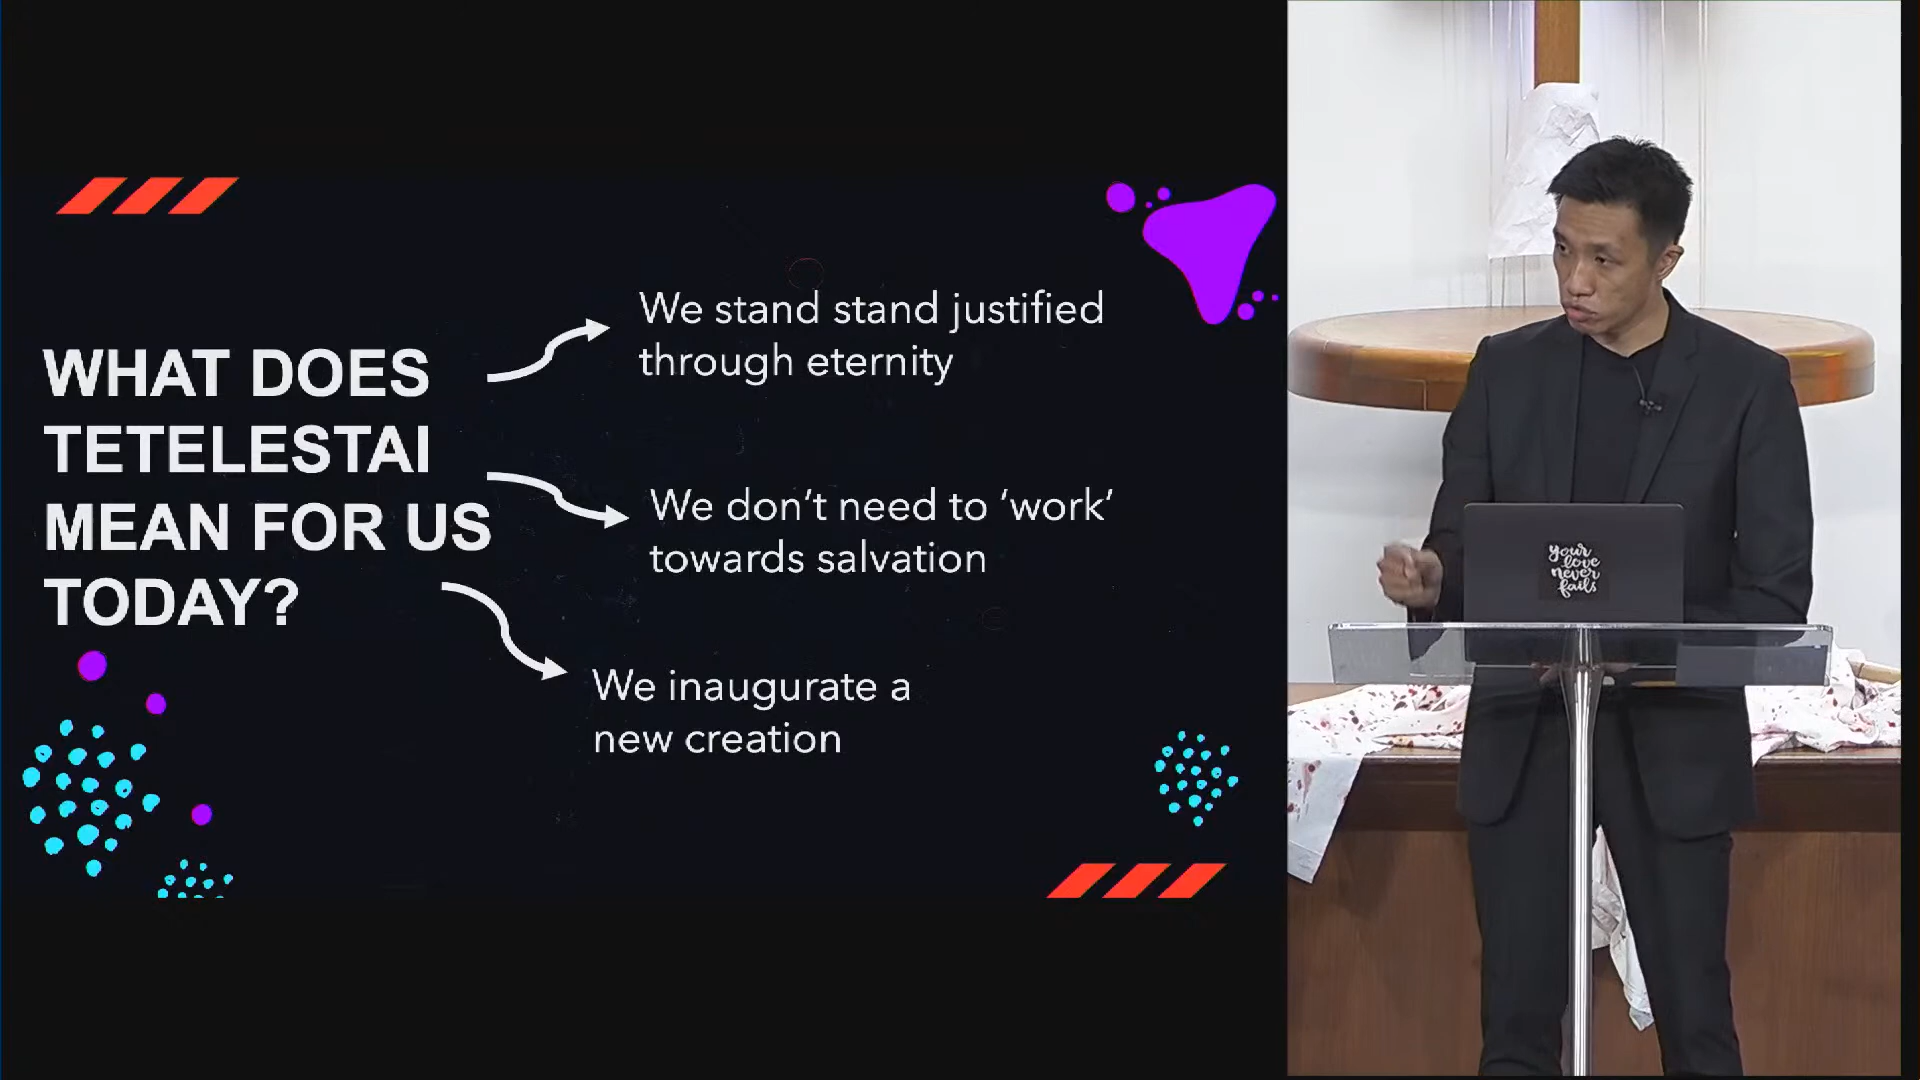 WHAT DOES
TETELESTAI
MEAN FOR US
TODAY?
We stand stand justified
through eternity
We don't need to 'work'
towards salvation
We inaugurate a
new creation
your
love
never
fails